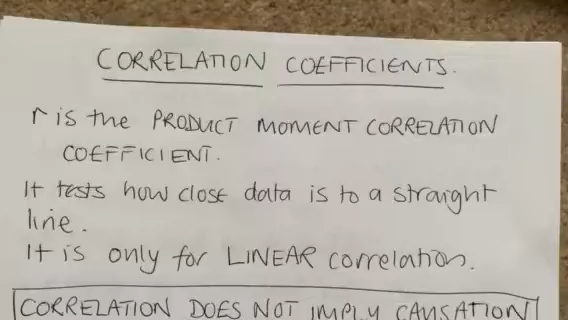 CORRELATION COEFFICIENTS.
r is the PRODUCT MOMENT CORRELATION
COEFFICIENT.
It tests how close data is to a straight
line.
It is only for LINEAR correlation.
CORRELATION DOES NOT IMPLY CAUSATION